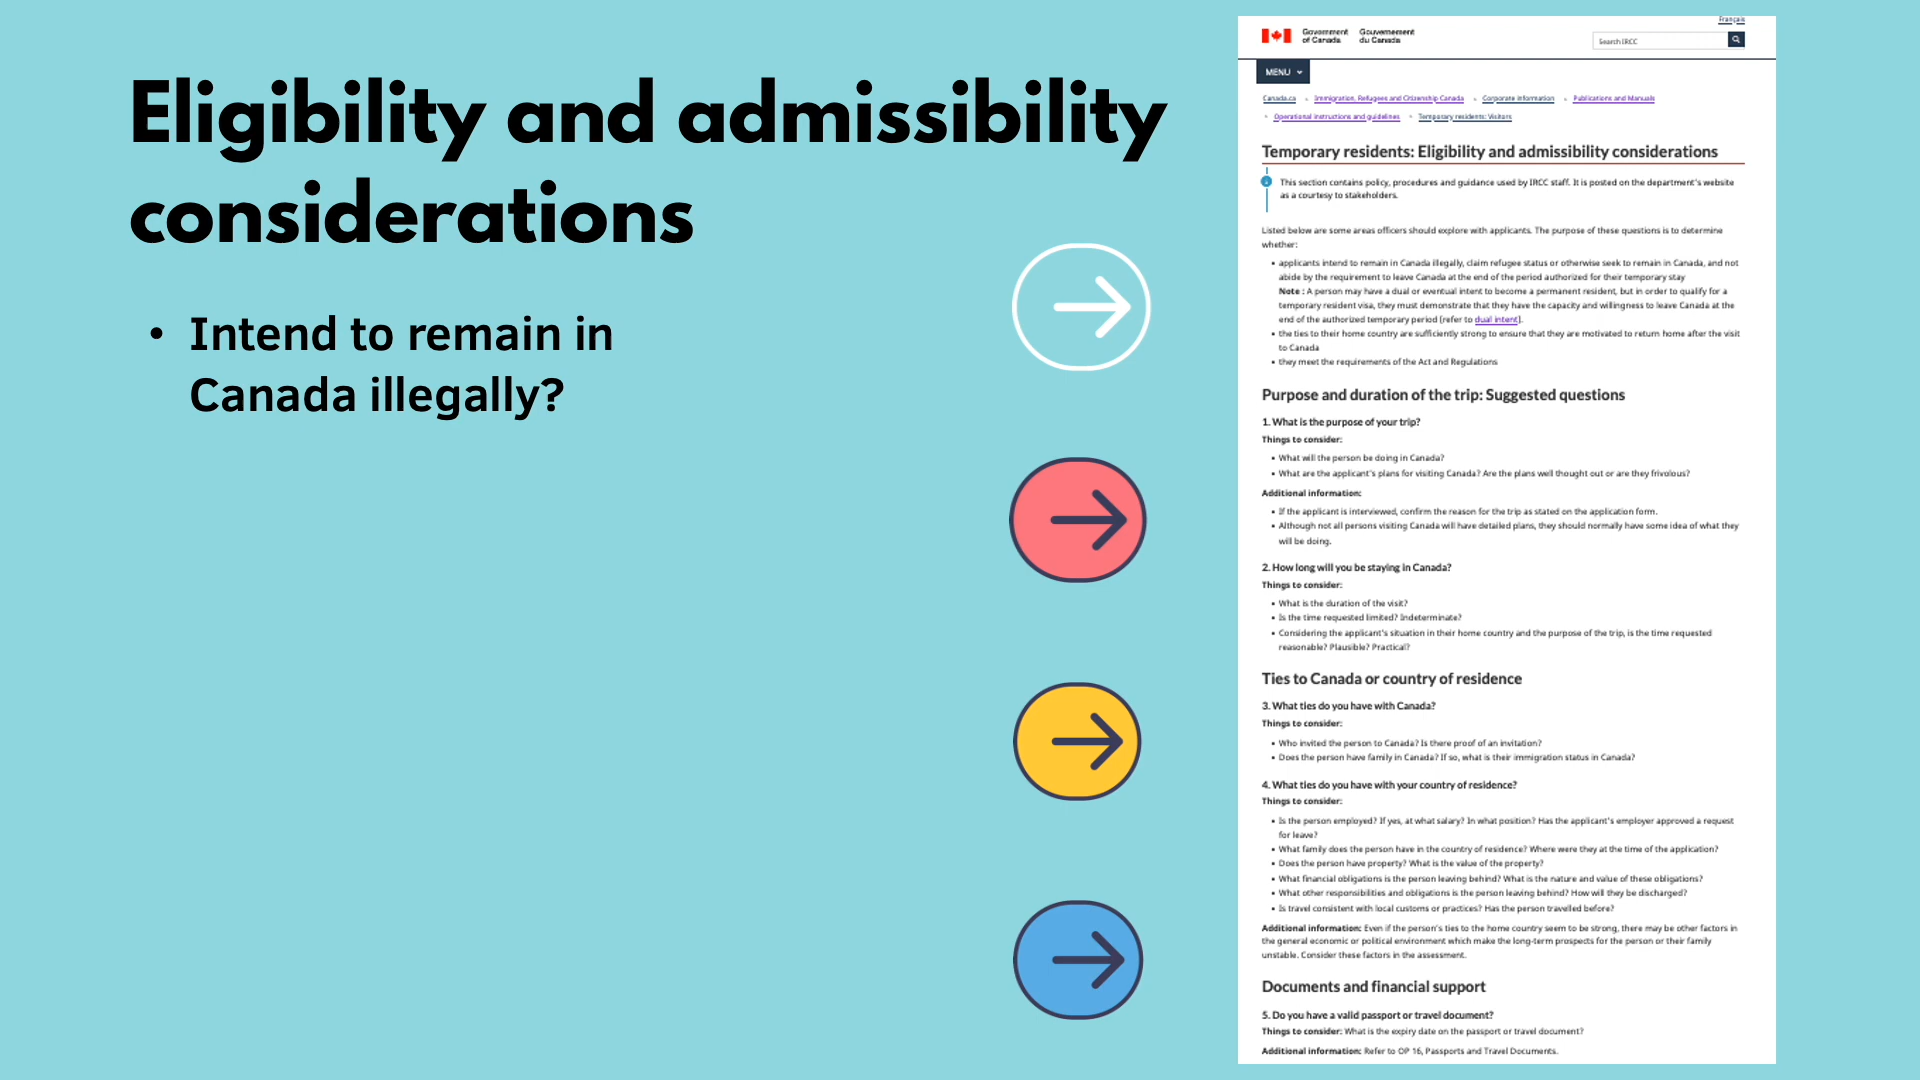 Eligibility and admissibility
considerations
• Intend to remain in
Canada illegally?
Français
Government of Canada
Gouvernement du Canada
Search IRCC
MENU
Canada.ca
Immigration, Refugees and Citizenship Canada
Corporate information
Publications and Manuals
Operational instructions and guidelines
Temporary residents: Visitors
Temporary residents: Eligibility and admissibility considerations
This section contains policy, procedures and guidance used by IRCC staff. It is posted on the department's website
as a courtesy to stakeholders.
Listed below are some areas officers should explore with applicants. The purpose of these questions is to determine
whether:
• applicants intend to remain in Canada illegally, claim refugee status or otherwise seek to remain in Canada, and not
abide by the requirement to leave Canada at the end of the period authorized for their temporary stay
Note : A person may have a dual or eventual intent to become a permanent resident, but in order to qualify for a
temporary resident visa, they must demonstrate that they have the capacity and willingness to leave Canada at the
end of the authorized temporary period [refer to dual intent].
• the ties to their home country are sufficiently strong to ensure that they are motivated to return home after the visit
to Canada
• they meet the requirements of the Act and Regulations
Purpose and duration of the trip: Suggested questions
1. What is the purpose of your trip?
Things to consider:
• What will the person be doing in Canada?
• What are the applicant's plans for visiting Canada? Are the plans well thought out or are they frivolous?
Additional information:
• If the applicant is interviewed, confirm the reason for the trip as stated on the application form.
• Although not all persons visiting Canada will have detailed plans, they should normally have some idea of what they
will be doing.
2. How long will you be staying in Canada?
Things to consider:
• What is the duration of the visit?
• Is the time requested limited? Indeterminate?
• Considering the applicant's situation in their home country and the purpose of the trip, is the time requested
reasonable? Plausible? Practical?
Ties to Canada or country of residence
3. What ties do you have with Canada?
Things to consider:
• Who invited the person to Canada? Is there proof of an invitation?
• Does the person have family in Canada? If so, what is their immigration status in Canada?
4. What ties do you have with your country of residence?
Things to consider:
• Is the person employed? If yes, at what salary? In what position? Has the applicant's employer approved a request
for leave?
• What family does the person have in the country of residence? Where were they at the time of the application?
• Does the person have property? What is the value of the property?
• What financial obligations is the person leaving behind? What is the nature and value of these obligations?
• What other responsibilities and obligations is the person leaving behind? How will they be discharged?
• Is travel consistent with local customs or practices? Has the person travelled before?
Additional information: Even if the person's ties to the home country seem to be strong, there may be other factors in
the general economic or political environment which make the long-term prospects for the person or their family
unstable. Consider these factors in the assessment.
Documents and financial support
5. Do you have a valid passport or travel document?
Things to consider: What is the expiry date on the passport or travel document?
Additional information: Refer to OP 16, Passports and Travel Documents.